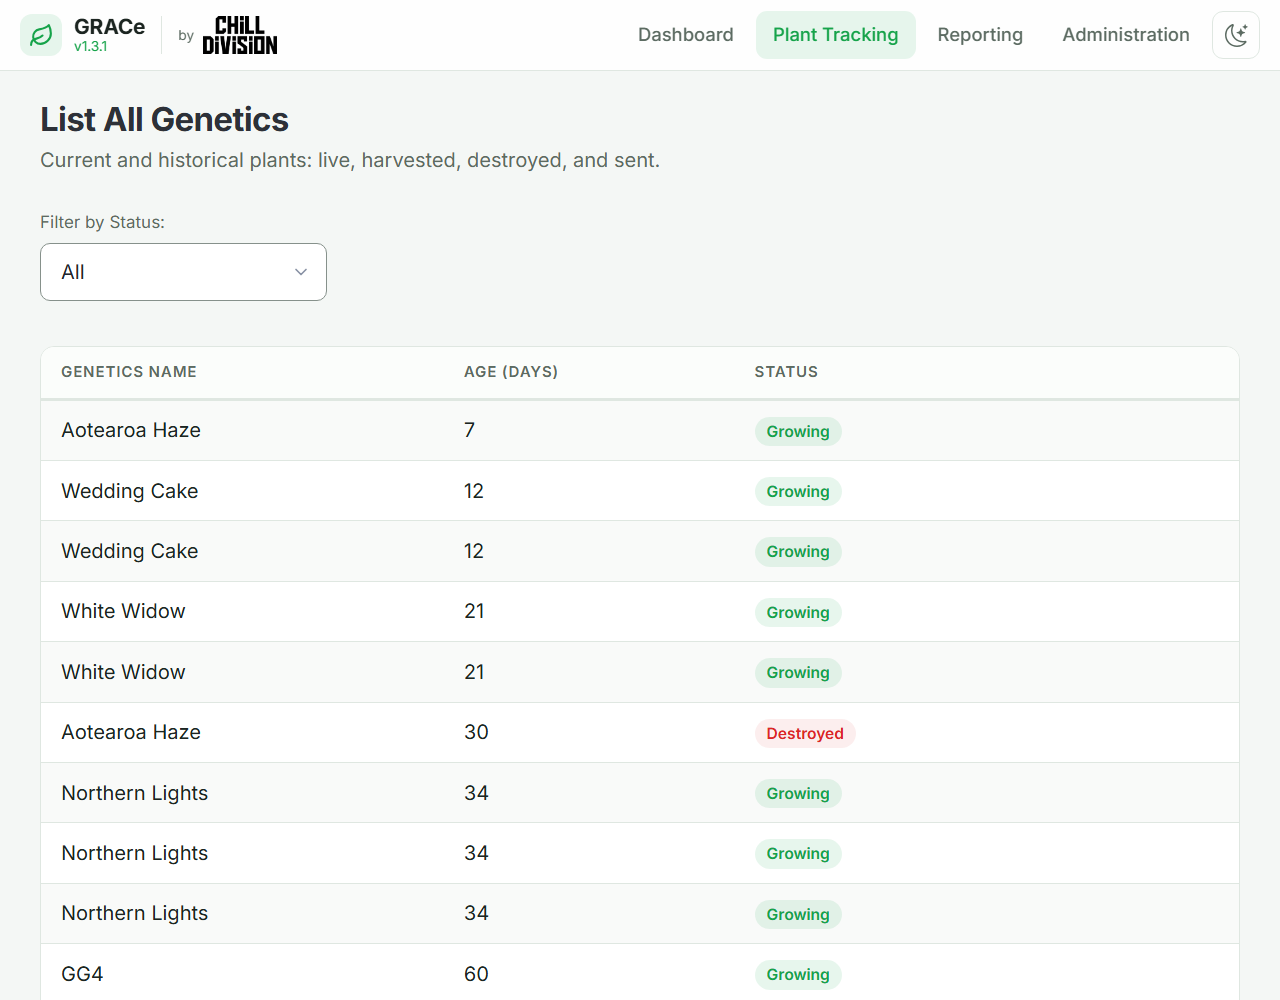 GRACe
v1.3.1
by
CHILL DIVISION
Dashboard
Plant Tracking
Reporting
Administration
List All Genetics
Current and historical plants: live, harvested, destroyed, and sent.
Filter by Status:
All
GENETICS NAME AGE (DAYS) STATUS
Aotearoa Haze 7 Growing
Wedding Cake 12 Growing
Wedding Cake 12 Growing
White Widow 21 Growing
White Widow 21 Growing
Aotearoa Haze 30 Destroyed
Northern Lights 34 Growing
Northern Lights 34 Growing
Northern Lights 34 Growing
GG4 60 Growing